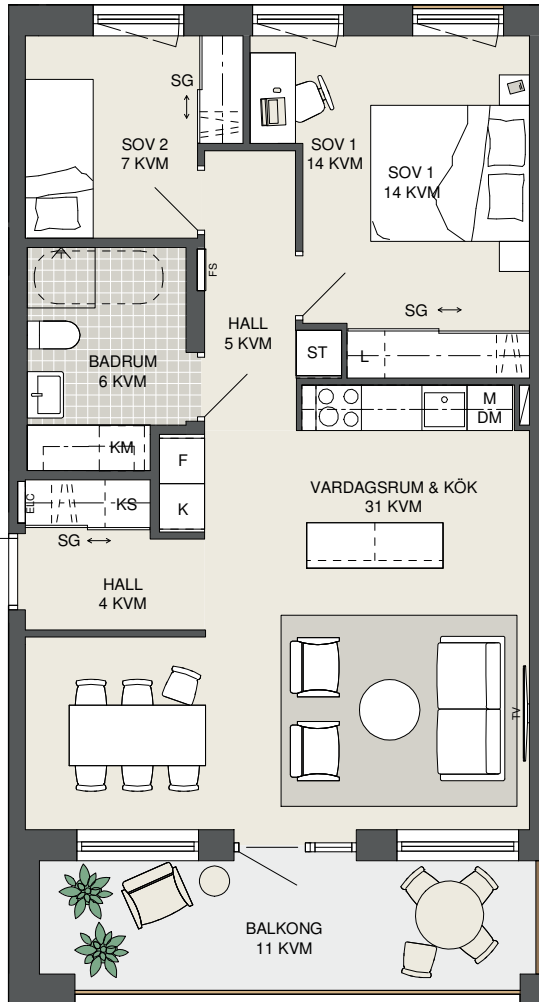 SG
SOV 2
7 KVM
SOV 1
14 KVM
SOV 1
14 KVM
FS
SG
HALL
5 KVM
ST
L
BADRUM
6 KVM
M
DM
KM
F
ELC
KS
K
VARDAGSRUM & KÖK
31 KVM
SG
HALL
4 KVM
TV
BALKONG
11 KVM